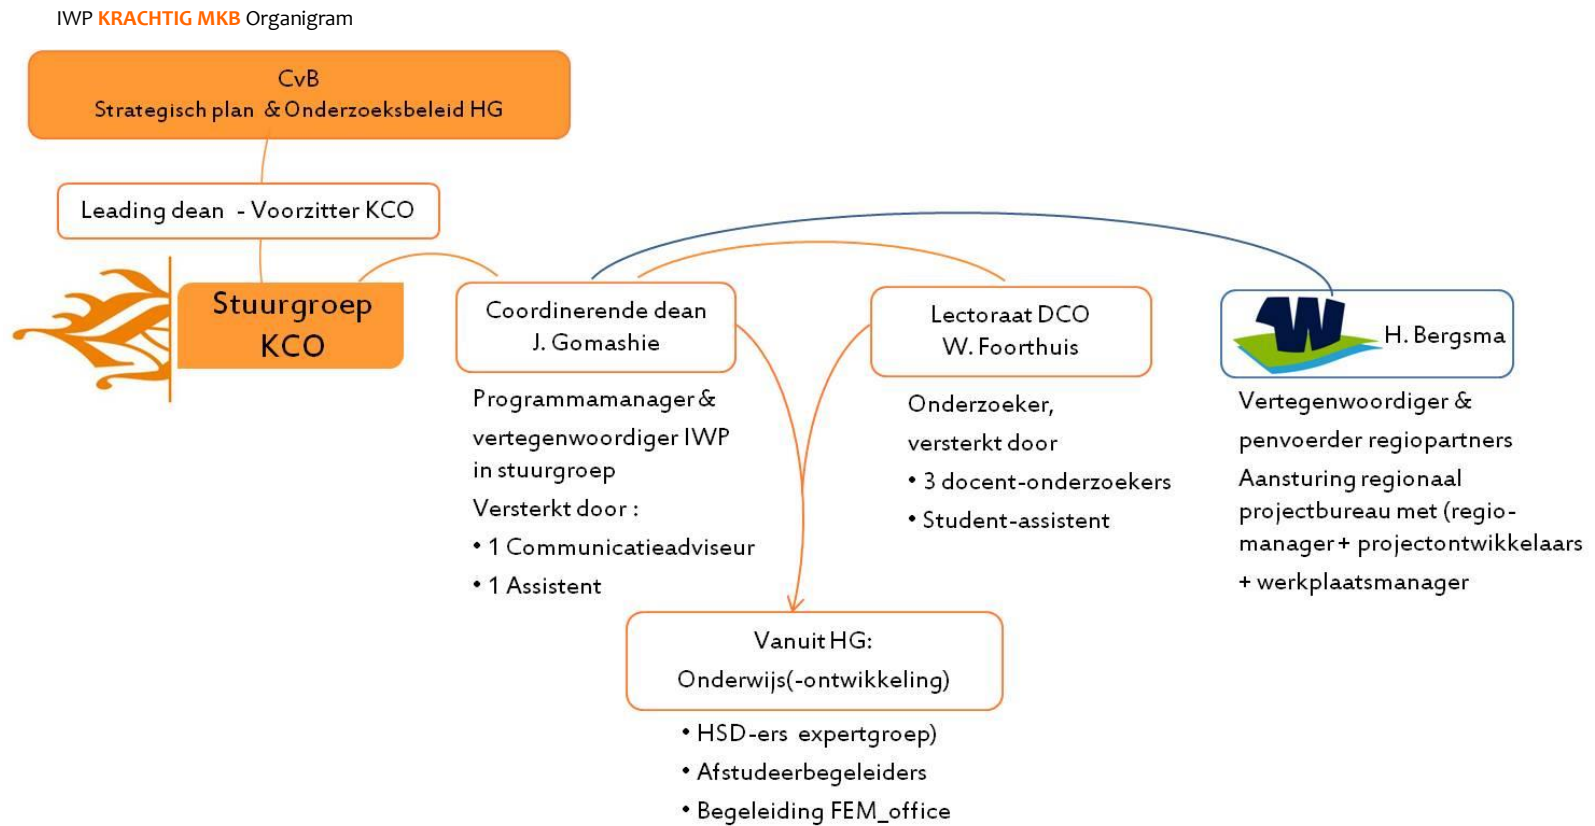 IWP KRACHTIG MKB Organigram
CvB
Strategisch plan & Onderzoeksbeleid HG
Leading dean - Voorzitter KCO
Stuurgroep
KCO
Coordinerende dean
J. Gomashie
Programmamanager &
vertegenwoordiger IWP
in stuurgroep
Versterkt door :
• 1 Communicatieadviseur
• 1 Assistent
Lectoraat DCO
W. Foorthuis
Onderzoeker,
versterkt door
• 3 docent-onderzoekers
• Student-assistent
W
H. Bergsma
Vertegenwoordiger &
penvoerder regiopartners
Aansturing regionaal
projectbureau met (regio-
manager + projectontwikkelaars
+ werkplaatsmanager
Vanuit HG:
Onderwijs(-ontwikkeling)
• HSD-ers expertgroep)
• Afstudeerbegeleiders
• Begeleiding FEM_office